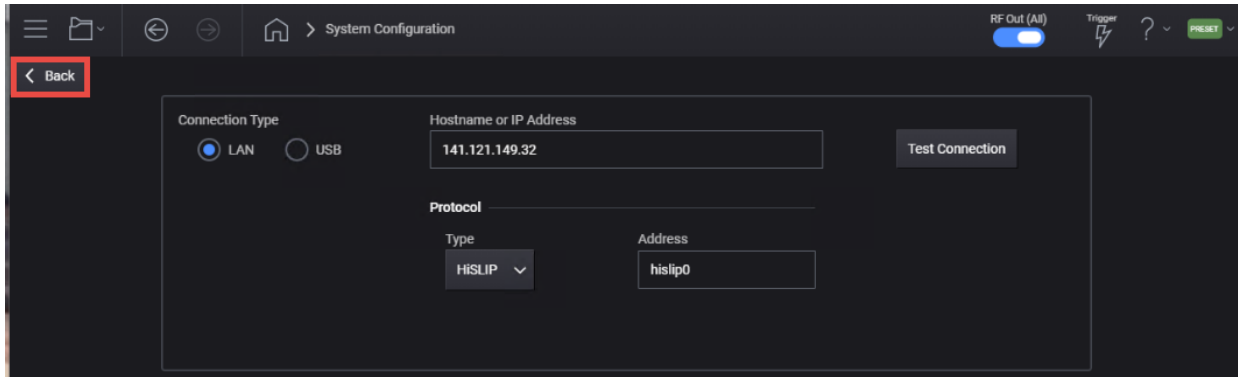 System Configuration
RF Out (All)
Trigger
?
PRESET
Back
Connection Type
LAN
USB
Hostname or IP Address
141.121.149.32
Test Connection
Protocol
Type
Address
HiSLIP
hislip0